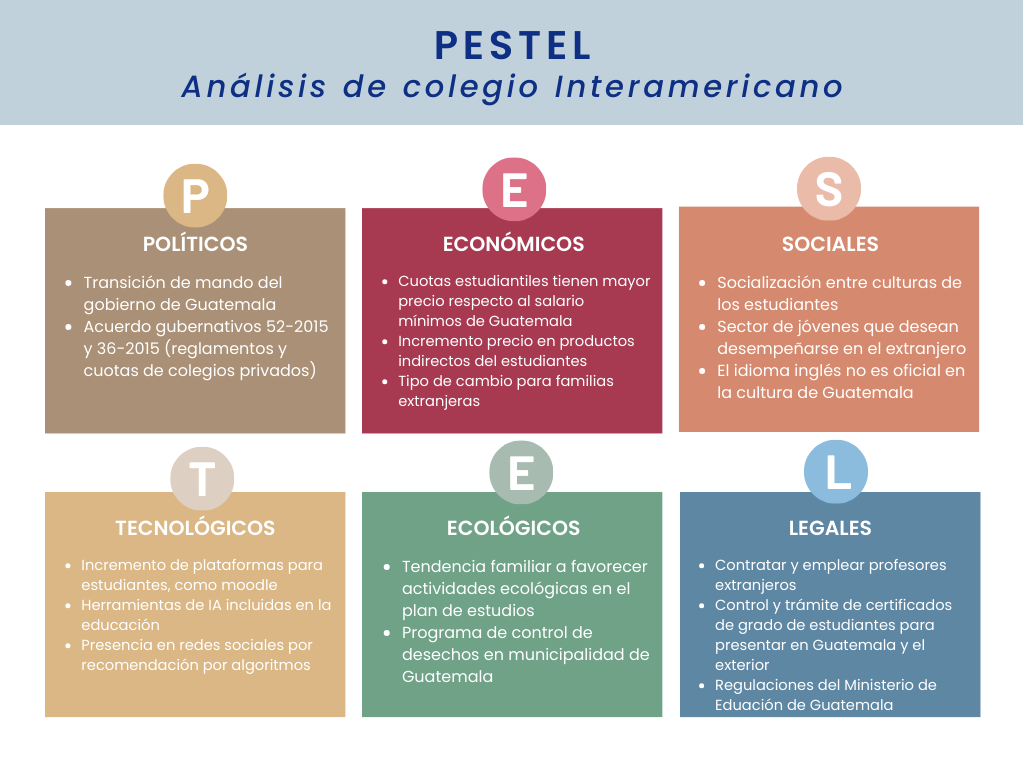 PESTEL
Análisis de colegio Interamericano
P
POLÍTICOS
• Transición de mando del
gobierno de Guatemala
• Acuerdo gubernativos 52-2015
y 36-2015 (reglamentos y
cuotas de colegios privados)
E
ECONÓMICOS
• Cuotas estudiantiles tienen mayor
precio respecto al salario
mínimos de Guatemala
• Incremento precio en productos
indirectos del estudiantes
• Tipo de cambio para familias
extranjeras
S
SOCIALES
• Socialización entre culturas de
los estudiantes
• Sector de jóvenes que desean
desempeñarse en el extranjero
• El idioma inglés no es oficial en
la cultura de Guatemala
T
TECNOLÓGICOS
• Incremento de plataformas para
estudiantes, como moodle
• Herramientas de IA incluidas en la
educación
• Presencia en redes sociales por
recomendación por algoritmos
E
ECOLÓGICOS
• Tendencia familiar a favorecer
actividades ecológicas en el
plan de estudios
• Programa de control de
desechos en municipalidad de
Guatemala
L
LEGALES
• Contratar y emplear profesores
extranjeros
• Control y trámite de certificados
de grado de estudiantes para
presentar en Guatemala y el
exterior
• Regulaciones del Ministerio de
Eduación de Guatemala